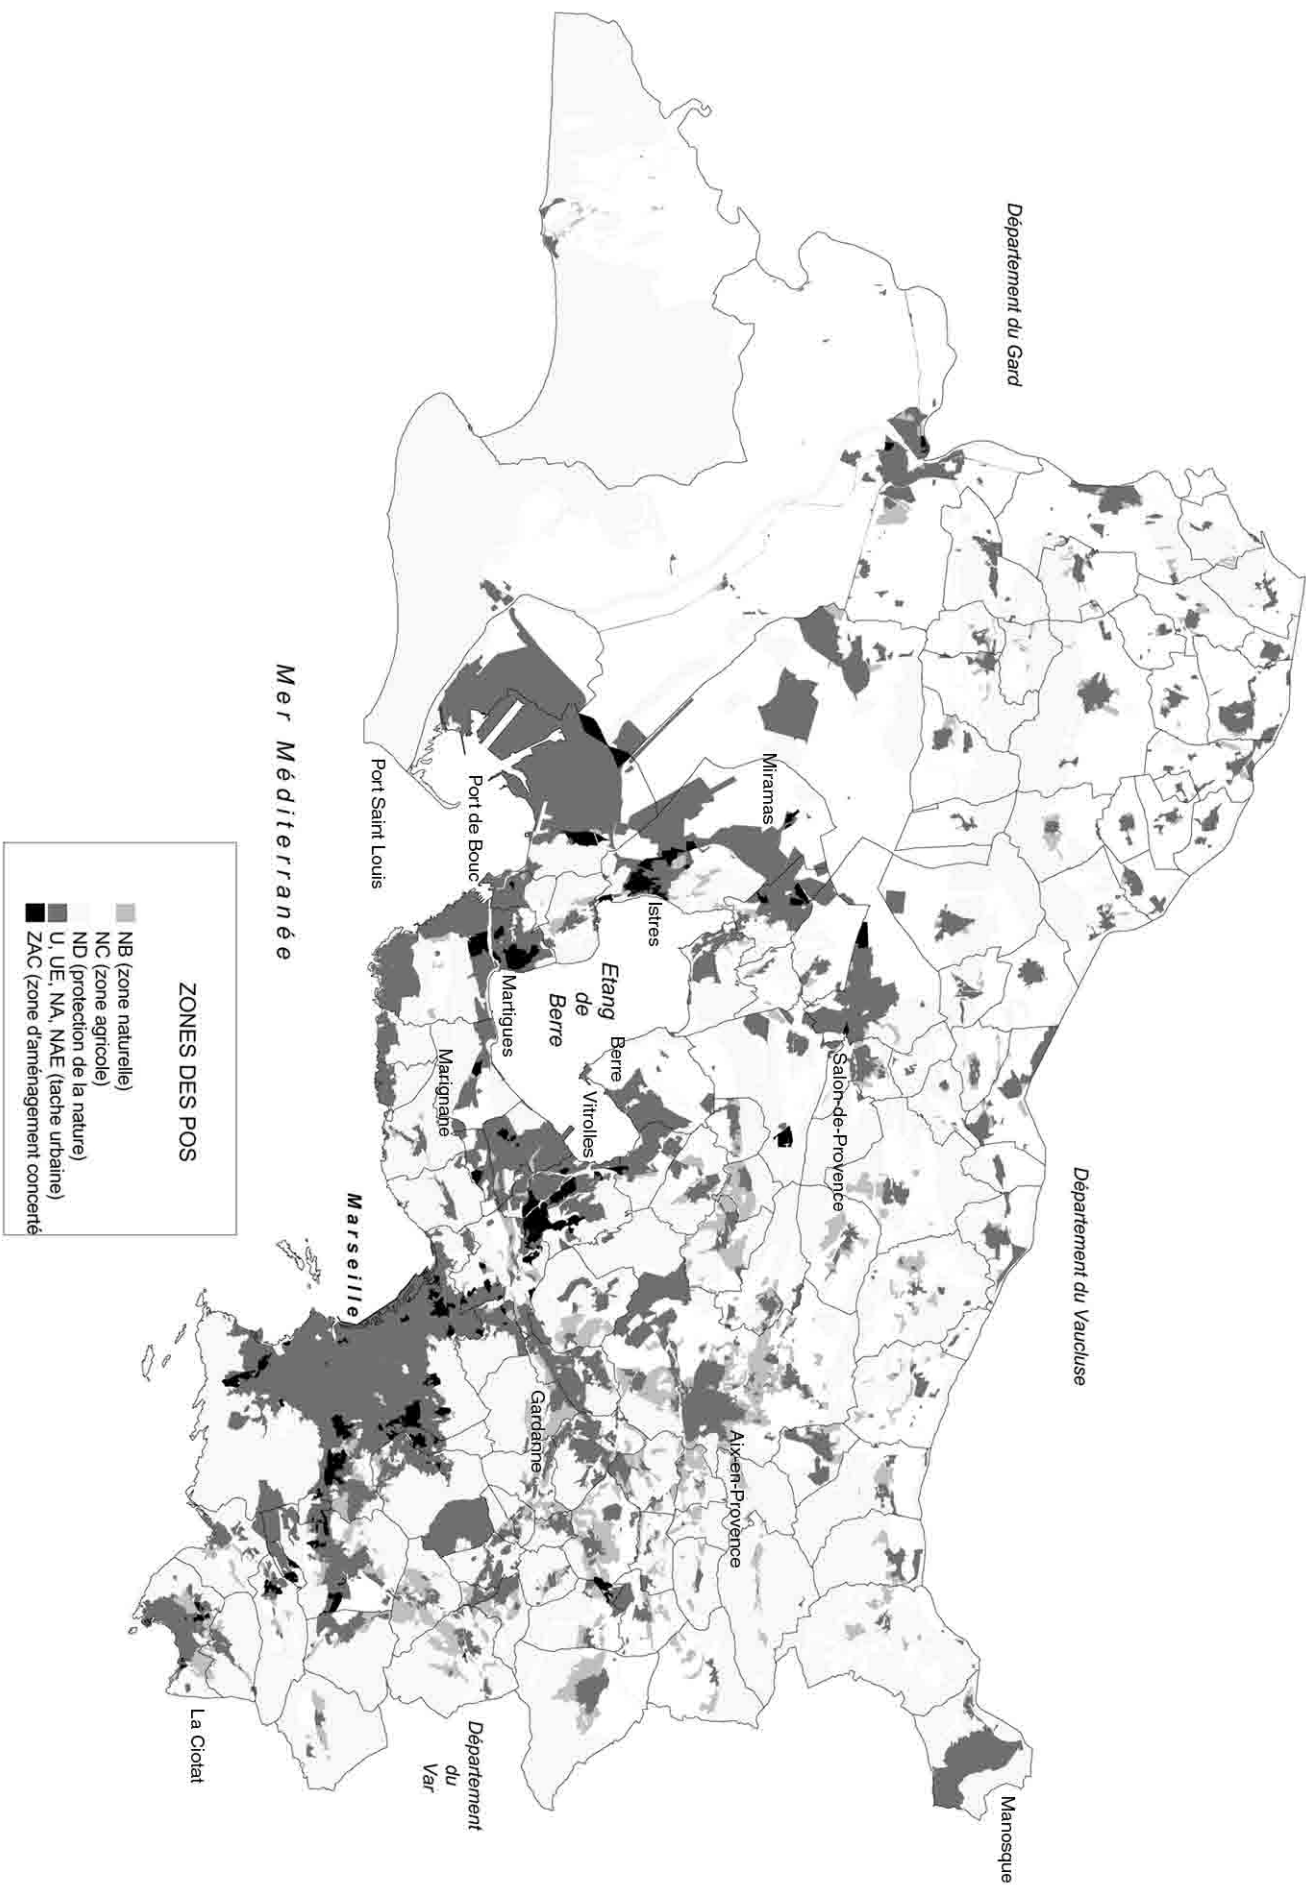 Département du Gard
Département du Vaucluse
Manosque
Miramas
Salon-de-Provence
Aix-en-Provence
Istres
Etang
de
Berre
Berre
Vitrolles
Martigues
Marignane
Gardanne
Port de Bouc
Port Saint Louis
Département
du
Var
Marseille
La Ciotat
Mer Méditerranée
ZONES DES POS
NB (zone naturelle)
NC (zone agricole)
ND (protection de la nature)
U, UE, NA, NAE (tache urbaine)
ZAC (zone d'aménagement concerté